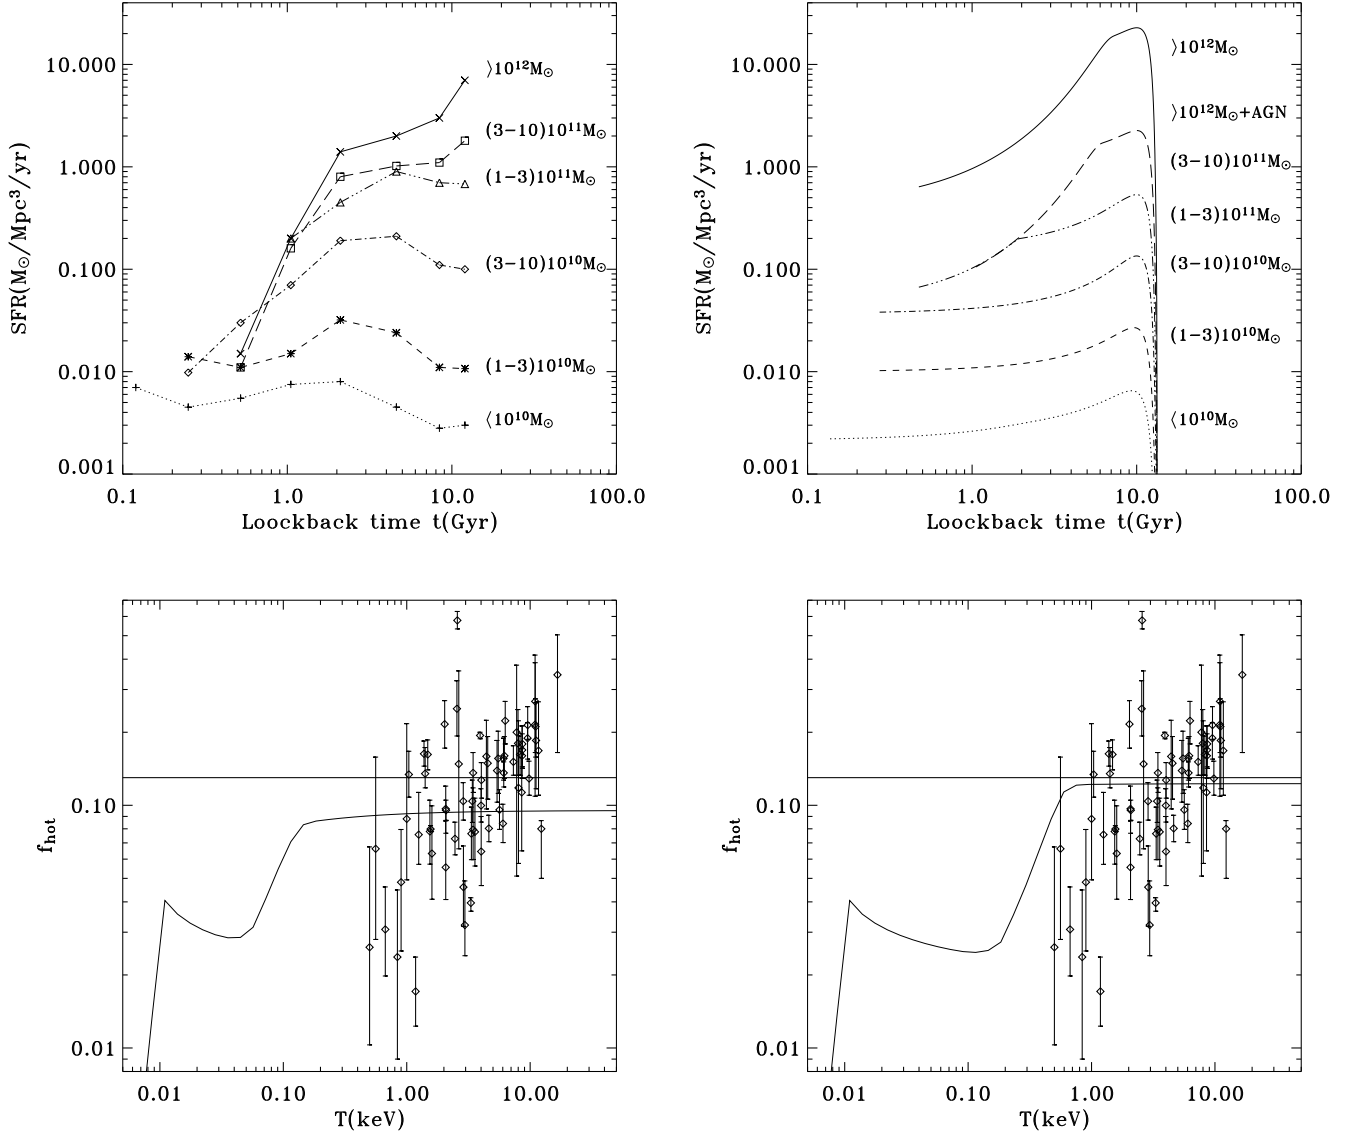 10.000
1.000
0.100
0.010
0.001
SFR(M☉/Mpc³/yr)
0.1 1.0 10.0 100.0
Loockback time t(Gyr)
⟩10¹²M☉
(3−10)10¹¹M☉
(1−3)10¹¹M☉
(3−10)10¹⁰M☉
(1−3)10¹⁰M☉
⟨10¹⁰M☉
10.000
1.000
0.100
0.010
0.001
SFR(M☉/Mpc³/yr)
0.1 1.0 10.0 100.0
Loockback time t(Gyr)
⟩10¹²M☉
⟩10¹²M☉+AGN
(3−10)10¹¹M☉
(1−3)10¹¹M☉
(3−10)10¹⁰M☉
(1−3)10¹⁰M☉
⟨10¹⁰M☉
0.10
0.01
f_hot
0.01 0.10 1.00 10.00
T(keV)
0.10
0.01
f_hot
0.01 0.10 1.00 10.00
T(keV)